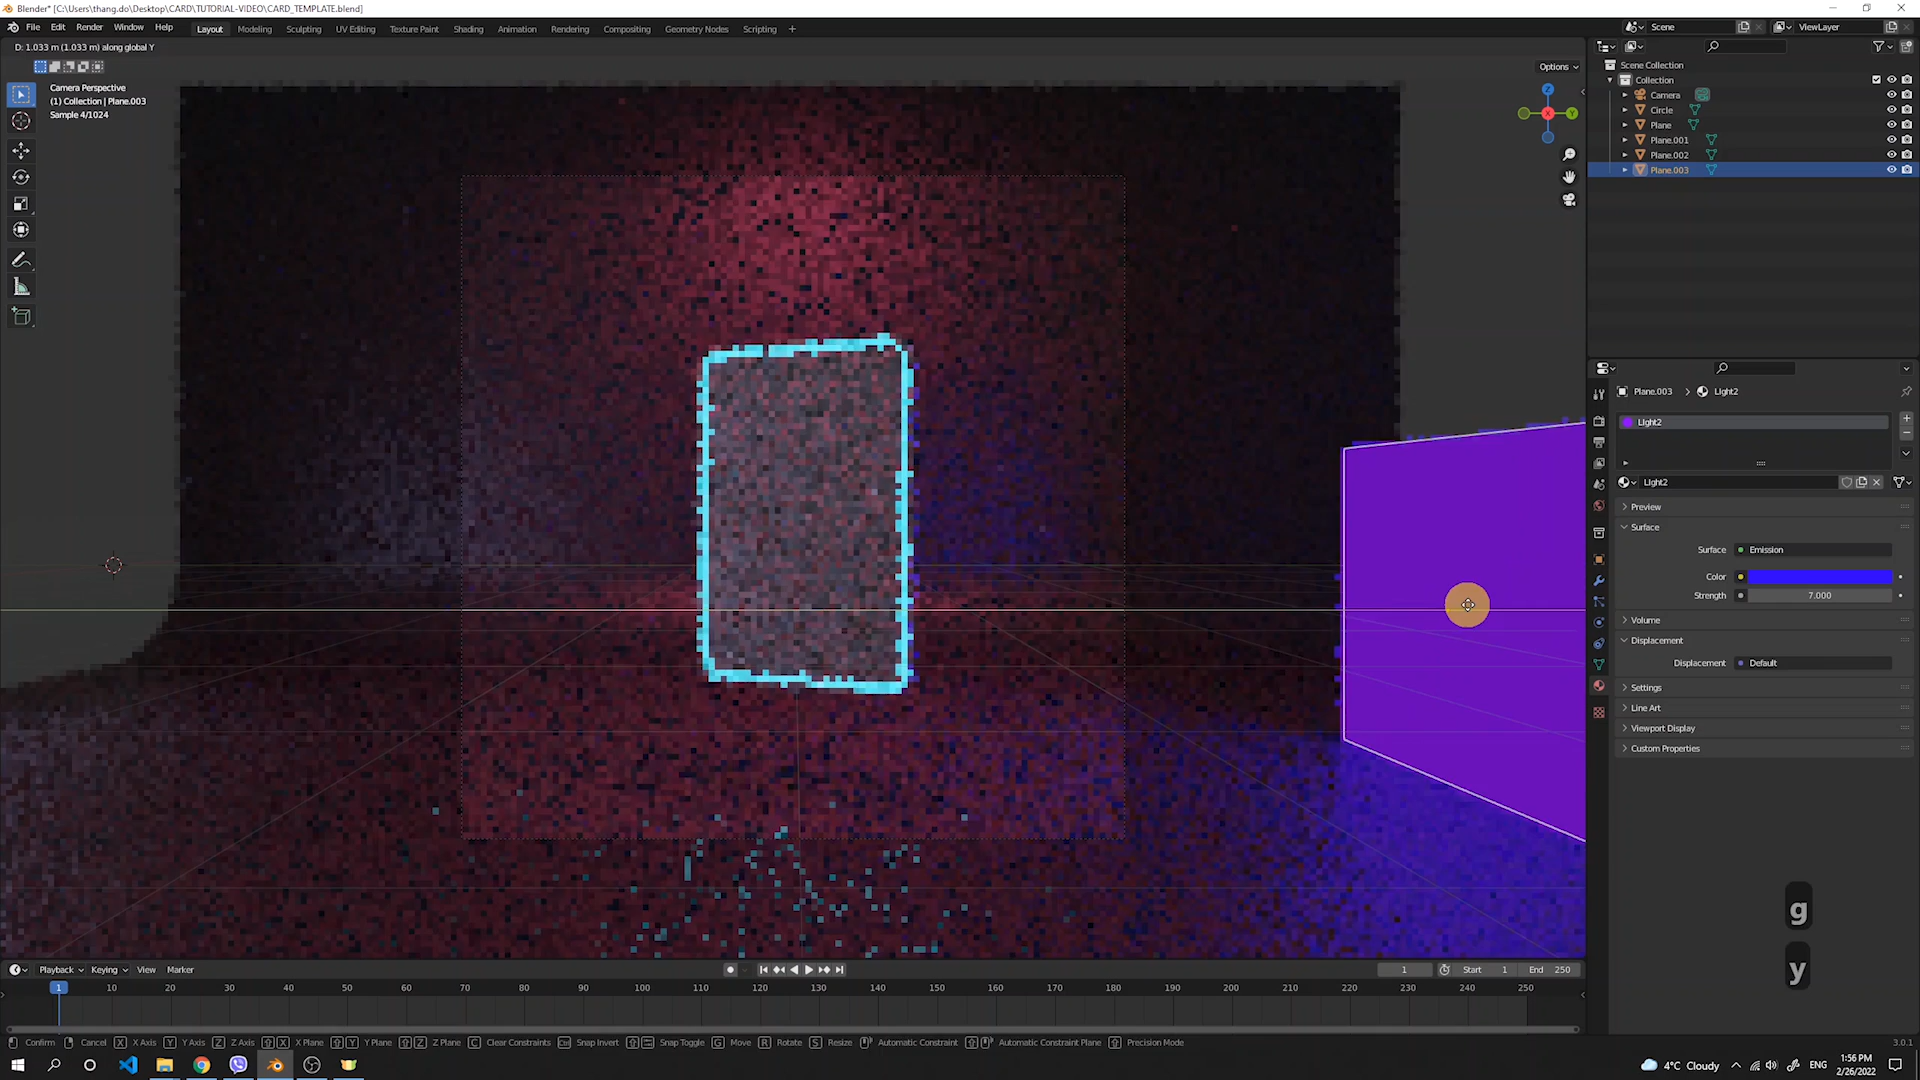 Blender* [C:\Users\thang.do\Desktop\CARD\TUTORIAL-VIDEO\CARD_TEMPLATE.blend]
File Edit Render Window Help Layout Modeling Sculpting UV Editing Texture Paint Shading Animation Rendering Compositing Geometry Nodes Scripting + Scene ViewLayer
D: 1.033 m (1.033 m) along global Y
Options
Camera Perspective
(1) Collection | Plane.003
Sample 4/1024
Z
Y
X
Scene Collection
Collection
Camera
Circle
Plane
Plane.001
Plane.002
Plane.003
Plane.003 > LIght2
LIght2
LIght2
Preview
Surface
Surface Emission
Color
Strength 7.000
Volume
Displacement
Displacement Default
Settings
Line Art
Viewport Display
Custom Properties
g
y
Playback Keying View Marker 1 Start 1 End 250
1 10 20 30 40 50 60 70 80 90 100 110 120 130 140 150 160 170 180 190 200 210 220 230 240 250
Confirm Cancel X X Axis Y Y Axis Z Z Axis X X Plane Y Y Plane Z Z Plane C Clear Constraints Ctrl Snap Invert Snap Toggle G Move R Rotate S Resize Automatic Constraint Automatic Constraint Plane Precision Mode 3.0.1
4°C Cloudy ENG 1:56 PM
2/26/2022